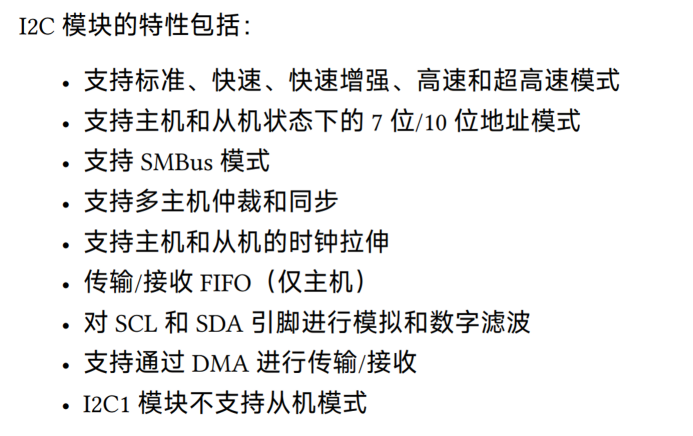 I2C 模块的特性包括：
• 支持标准、快速、快速增强、高速和超高速模式
• 支持主机和从机状态下的 7 位/10 位地址模式
• 支持 SMBus 模式
• 支持多主机仲裁和同步
• 支持主机和从机的时钟拉伸
• 传输/接收 FIFO（仅主机）
• 对 SCL 和 SDA 引脚进行模拟和数字滤波
• 支持通过 DMA 进行传输/接收
• I2C1 模块不支持从机模式